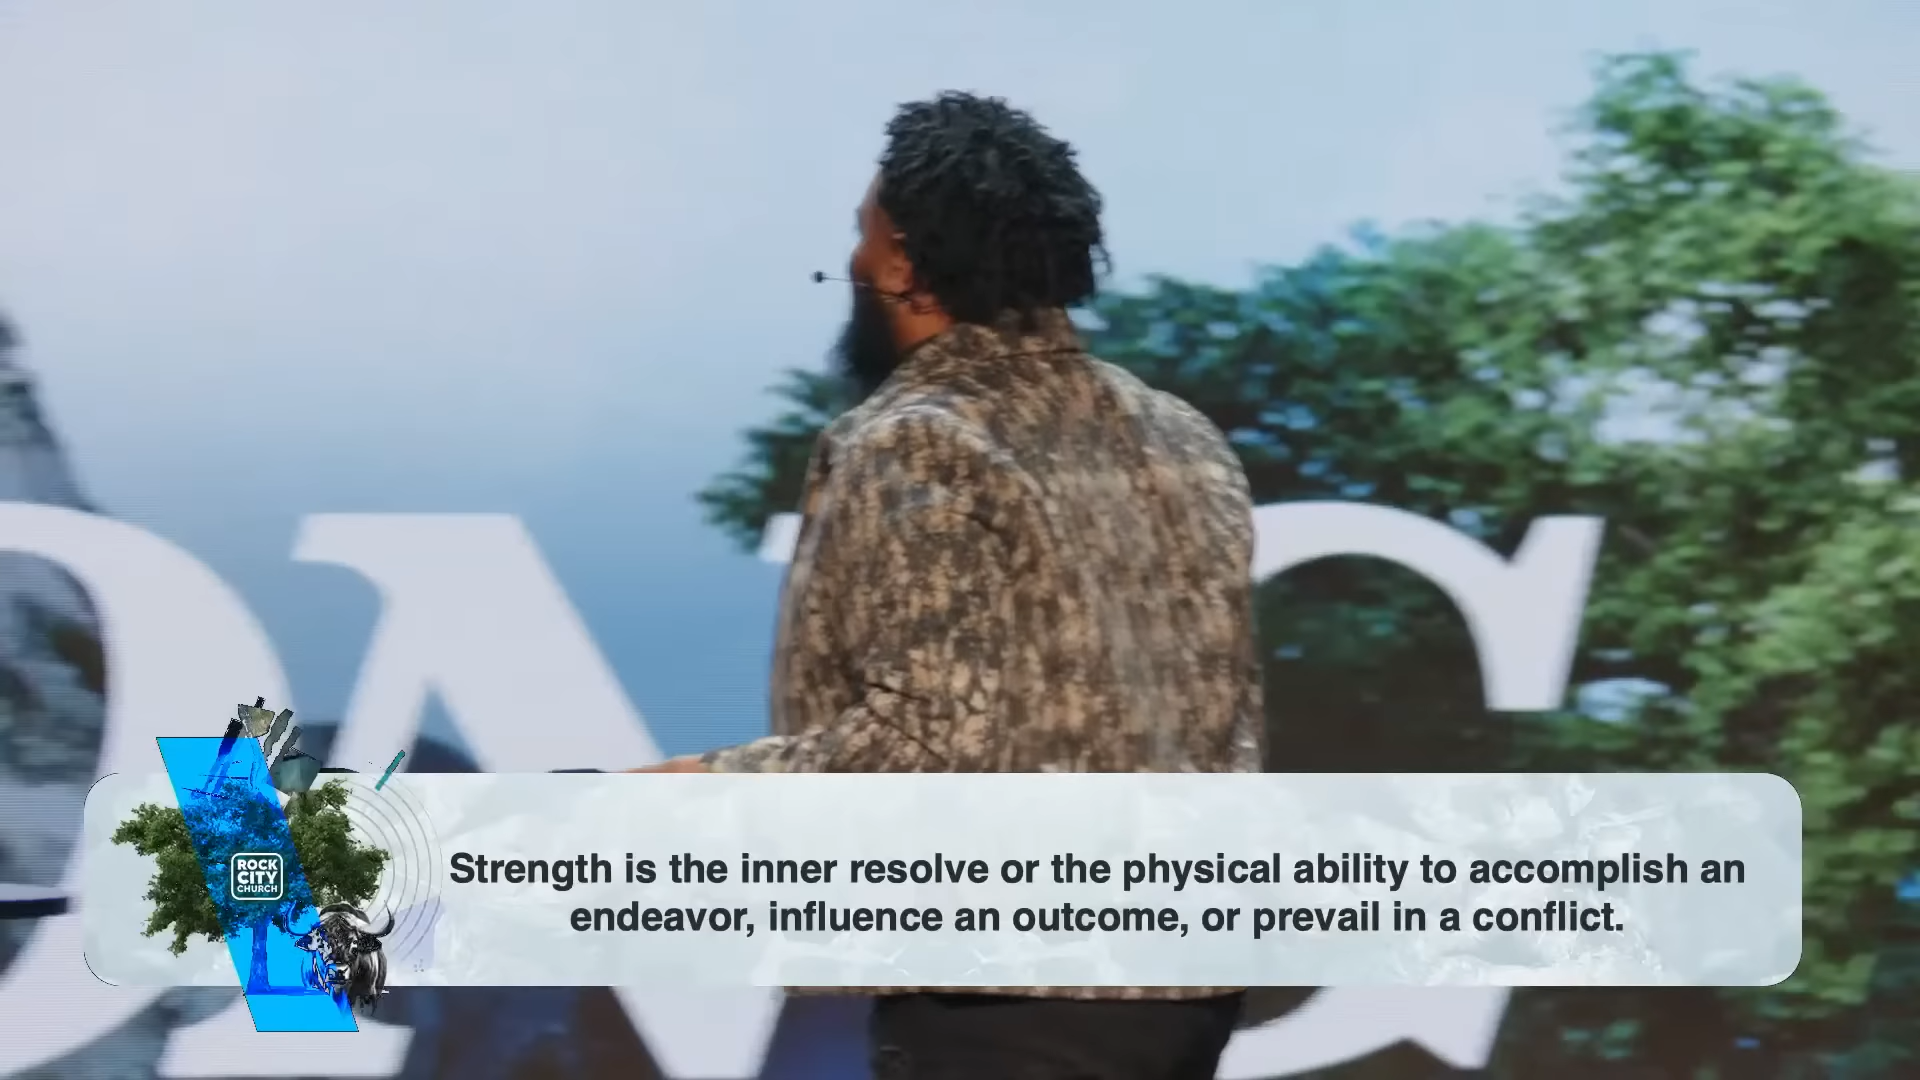 ONG
ROCK
CITY
CHURCH
Strength is the inner resolve or the physical ability to accomplish an
endeavor, influence an outcome, or prevail in a conflict.